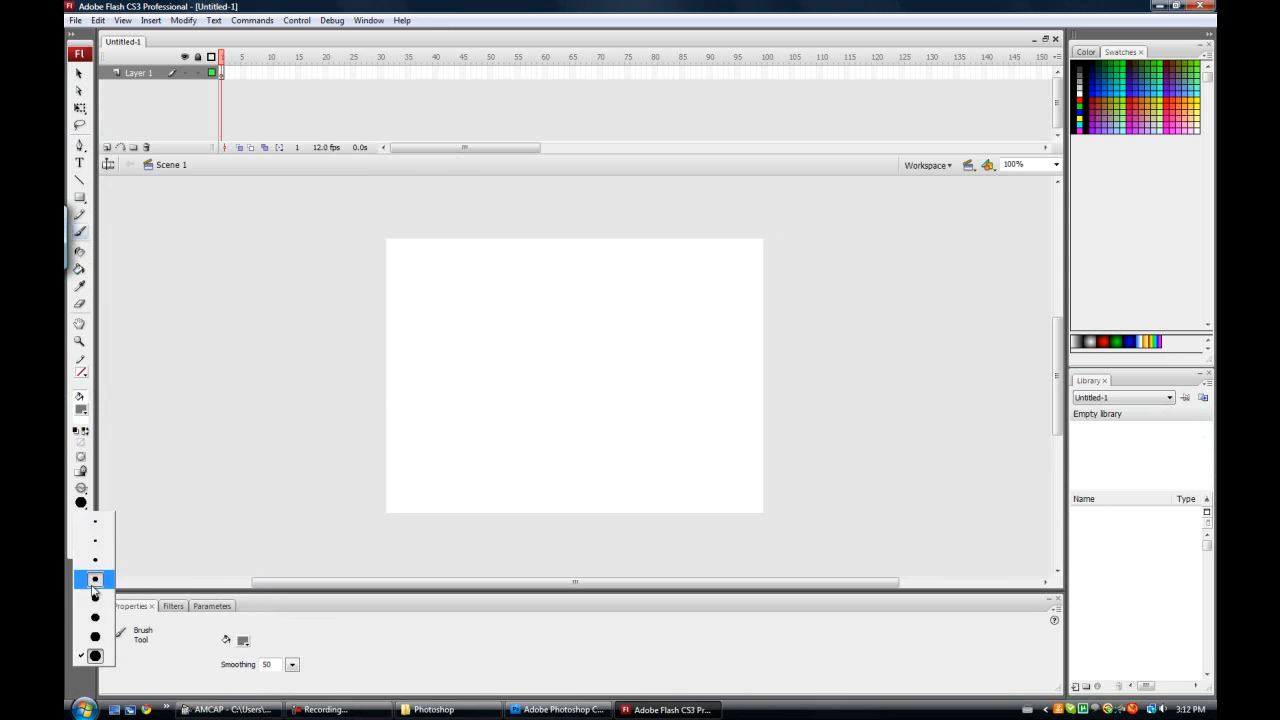 Adobe Flash CS3 Professional - [Untitled-1]
File Edit View Insert Modify Text Commands Control Debug Window Help
Fl
Untitled-1
5 10 15 20 25 30 35 40 45 50 55 60 65 70 75 80 85 90 95 100 105 110 115 120 125 130 135 140 145 150
Layer 1
1 12.0 fps 0.0s
Scene 1
Workspace
100%
Color Swatches
Library
Untitled-1
Empty library
Name Type
Properties Filters Parameters
Brush
Tool
Smoothing 50
AMCAP - C:\Users\... Recording... Photoshop Adobe Photoshop C... Adobe Flash CS3 Pr... 3:12 PM